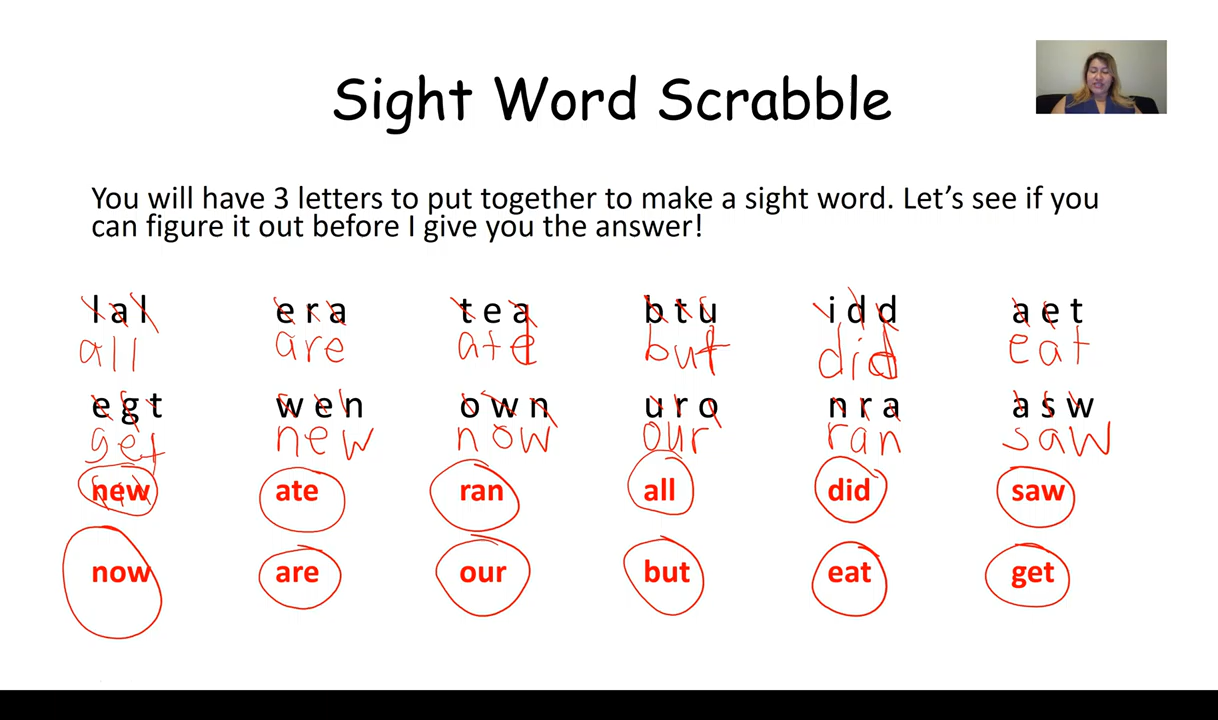 Sight Word Scrabble
You will have 3 letters to put together to make a sight word. Let's see if you
can figure it out before I give you the answer!
l a l e r a t e a b t u i d d a e t
all are ate but did eat
e g t w e n o w n u r o n r a a s w
get new now our ran saw
new ate ran all did saw
now are our but eat get